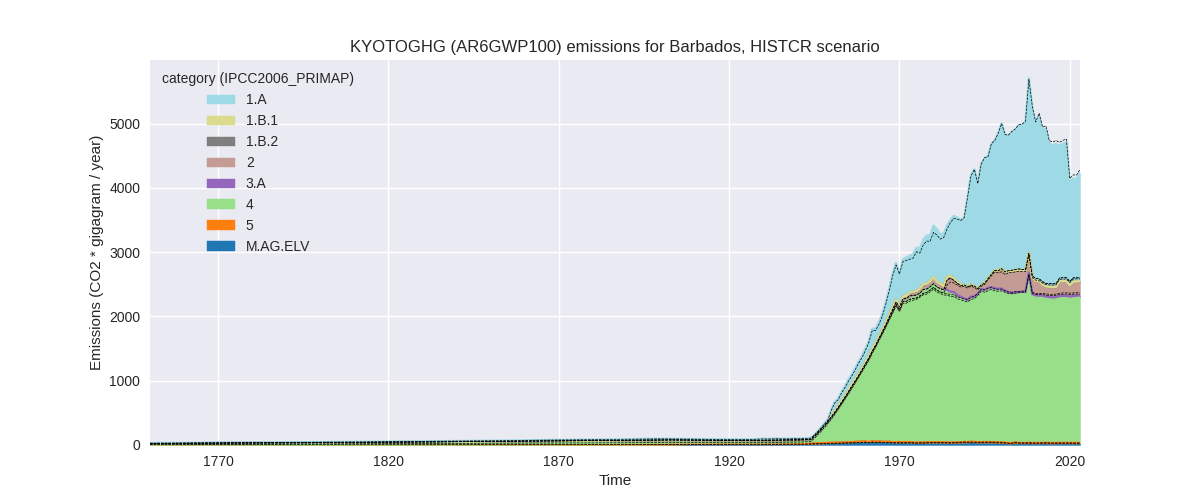 KYOTOGHG (AR6GWP100) emissions for Barbados, HISTCR scenario
category (IPCC2006_PRIMAP)
1.A
1.B.1
1.B.2
2
3.A
4
5
M.AG.ELV
Emissions (CO2 * gigagram / year)
5000
4000
3000
2000
1000
0
1770
1820
1870
1920
1970
2020
Time